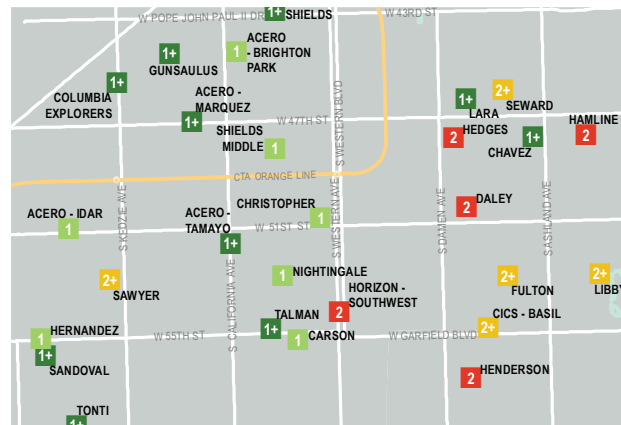 W POPE JOHN PAUL II DR
1+
SHIELDS
W 43RD ST
1+
GUNSAULUS
1
ACERO
- BRIGHTON
PARK
1+
COLUMBIA
EXPLORERS
ACERO -
MARQUEZ
1+
W 47TH ST
SHIELDS
MIDDLE
1
S WESTERN BLVD
1+
LARA
2+
SEWARD
2
HEDGES
1+
CHAVEZ
HAMLINE
2
CTA ORANGE LINE
S KEDZIE AVE
ACERO - IDAR
1
ACERO -
TAMAYO
1+
CHRISTOPHER
1
W 51ST ST
S WESTERN AVE
2
DALEY
S DAMEN AVE
S ASHLAND AVE
2+
SAWYER
S CALIFORNIA AVE
1
NIGHTINGALE
HORIZON -
SOUTHWEST
2
2+
FULTON
2+
LIBBY
HERNANDEZ
1
1+
SANDOVAL
W 55TH ST
TALMAN
1+
1
CARSON
W GARFIELD BLVD
CICS - BASIL
2+
2
HENDERSON
TONTI
1+